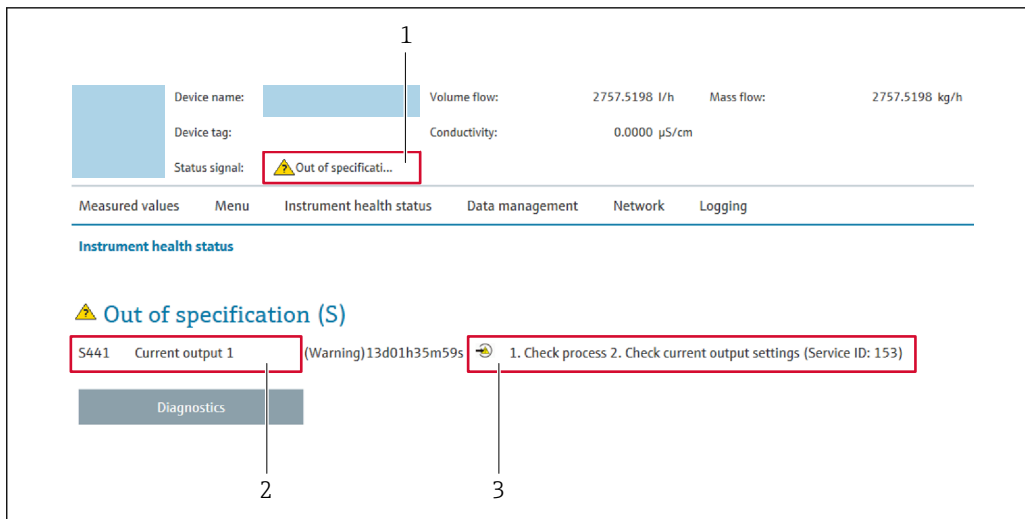 1
Device name: Volume flow: 2757.5198 l/h Mass flow: 2757.5198 kg/h
Device tag: Conductivity: 0.0000 µS/cm
Status signal: Out of specificati...
Measured values Menu Instrument health status Data management Network Logging
Instrument health status
Out of specification (S)
S441 Current output 1 (Warning)13d01h35m59s 1. Check process 2. Check current output settings (Service ID: 153)
Diagnostics
2 3